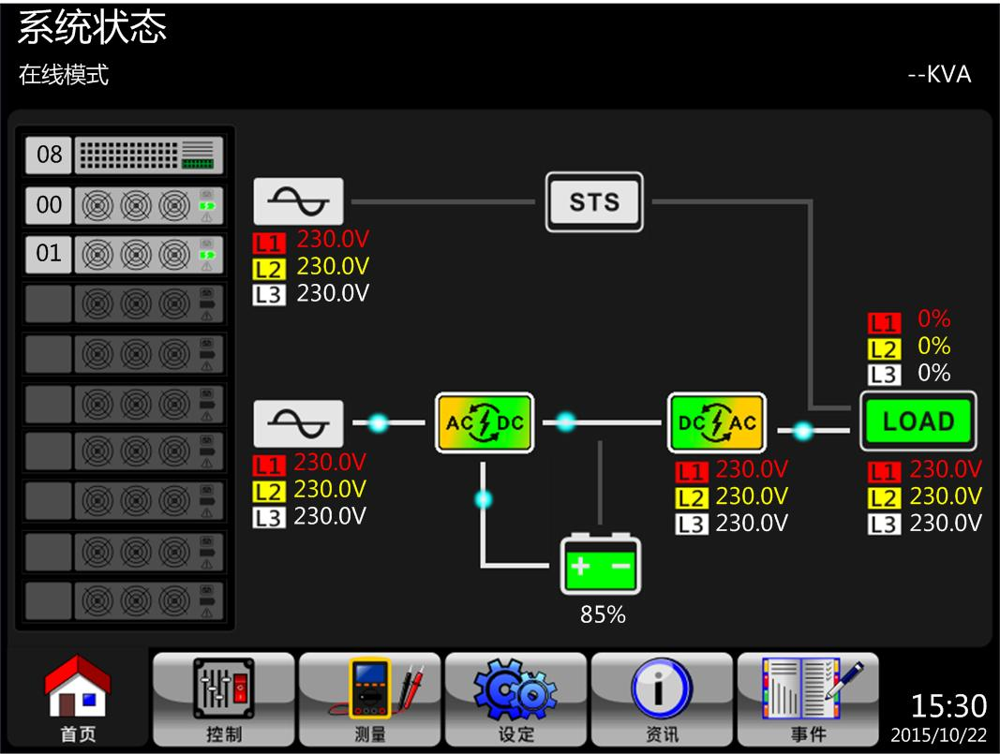 系统状态
在线模式
--KVA
08
00
01
STS
L1 230.0V
L2 230.0V
L3 230.0V
L1 0%
L2 0%
L3 0%
AC DC
DC AC
LOAD
L1 230.0V
L2 230.0V
L3 230.0V
L1 230.0V
L2 230.0V
L3 230.0V
L1 230.0V
L2 230.0V
L3 230.0V
+ −
85%
首页
控制
测量
设定
i
资讯
事件
15:30
2015/10/22